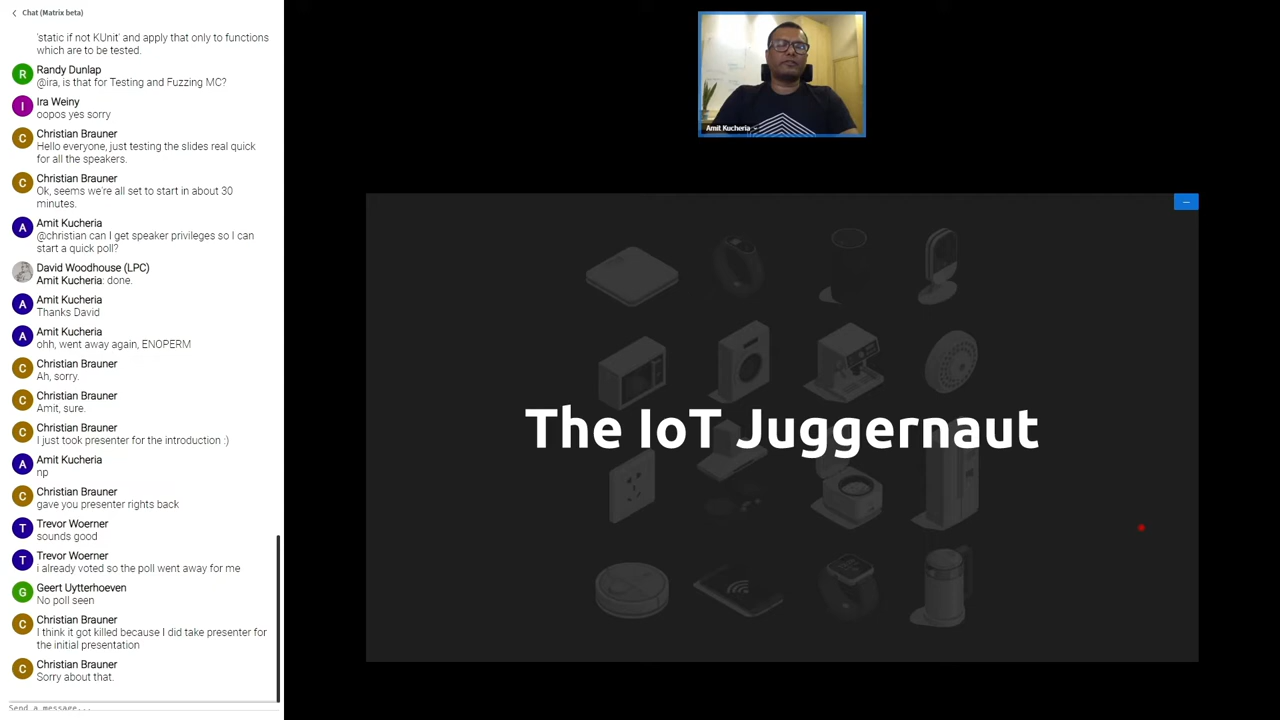 Chat (Matrix beta)
'static if not KUnit' and apply that only to functions
which are to be tested.
R
Randy Dunlap
@ira, is that for Testing and Fuzzing MC?
I
Ira Weiny
oopos yes sorry
C
Christian Brauner
Hello everyone, just testing the slides real quick
for all the speakers.
C
Christian Brauner
Ok, seems we're all set to start in about 30
minutes.
A
Amit Kucheria
@christian can I get speaker privileges so I can
start a quick poll?
David Woodhouse (LPC)
Amit Kucheria: done.
A
Amit Kucheria
Thanks David
A
Amit Kucheria
ohh, went away again, ENOPERM
C
Christian Brauner
Ah, sorry.
C
Christian Brauner
Amit, sure.
C
Christian Brauner
I just took presenter for the introduction :)
A
Amit Kucheria
np
C
Christian Brauner
gave you presenter rights back
T
Trevor Woerner
sounds good
T
Trevor Woerner
i already voted so the poll went away for me
G
Geert Uytterhoeven
No poll seen
C
Christian Brauner
I think it got killed because I did take presenter for
the initial presentation
C
Christian Brauner
Sorry about that.
Send a message...
Amit Kucheria
The IoT Juggernaut